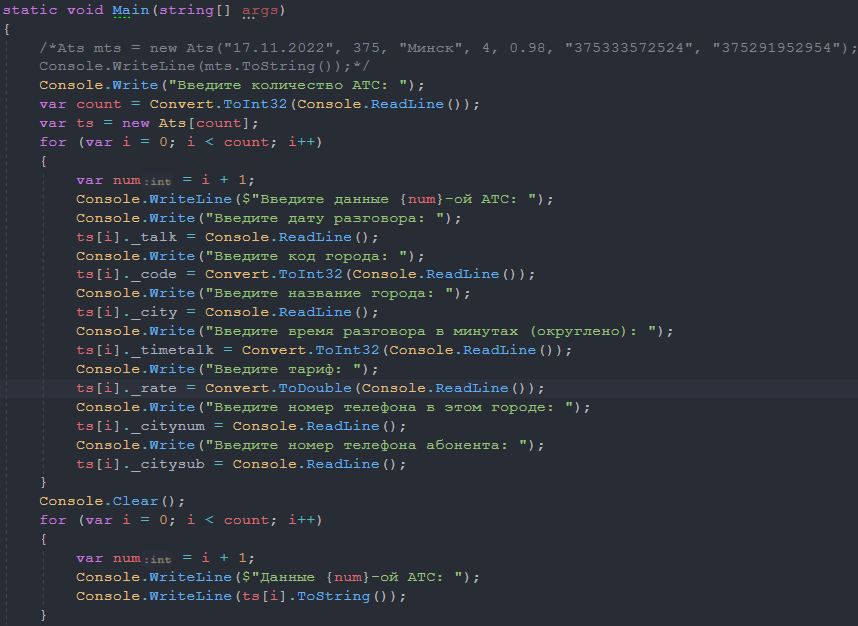 static void Main(string[] args)
{
/*Ats mts = new Ats("17.11.2022", 375, "Минск", 4, 0.98, "375333572524", "375291952954");
Console.WriteLine(mts.ToString());*/
Console.Write("Введите количество АТС: ");
var count = Convert.ToInt32(Console.ReadLine());
var ts = new Ats[count];
for (var i = 0; i < count; i++)
{
var num:int = i + 1;
Console.WriteLine($"Введите данные {num}-ой АТС: ");
Console.Write("Введите дату разговора: ");
ts[i]._talk = Console.ReadLine();
Console.Write("Введите код города: ");
ts[i]._code = Convert.ToInt32(Console.ReadLine());
Console.Write("Введите название города: ");
ts[i]._city = Console.ReadLine();
Console.Write("Введите время разговора в минутах (округлено): ");
ts[i]._timetalk = Convert.ToInt32(Console.ReadLine());
Console.Write("Введите тариф: ");
ts[i]._rate = Convert.ToDouble(Console.ReadLine());
Console.Write("Введите номер телефона в этом городе: ");
ts[i]._citynum = Console.ReadLine();
Console.Write("Введите номер телефона абонента: ");
ts[i]._citysub = Console.ReadLine();
}
Console.Clear();
for (var i = 0; i < count; i++)
{
var num:int = i + 1;
Console.WriteLine($"Данные {num}-ой АТС: ");
Console.WriteLine(ts[i].ToString());
}